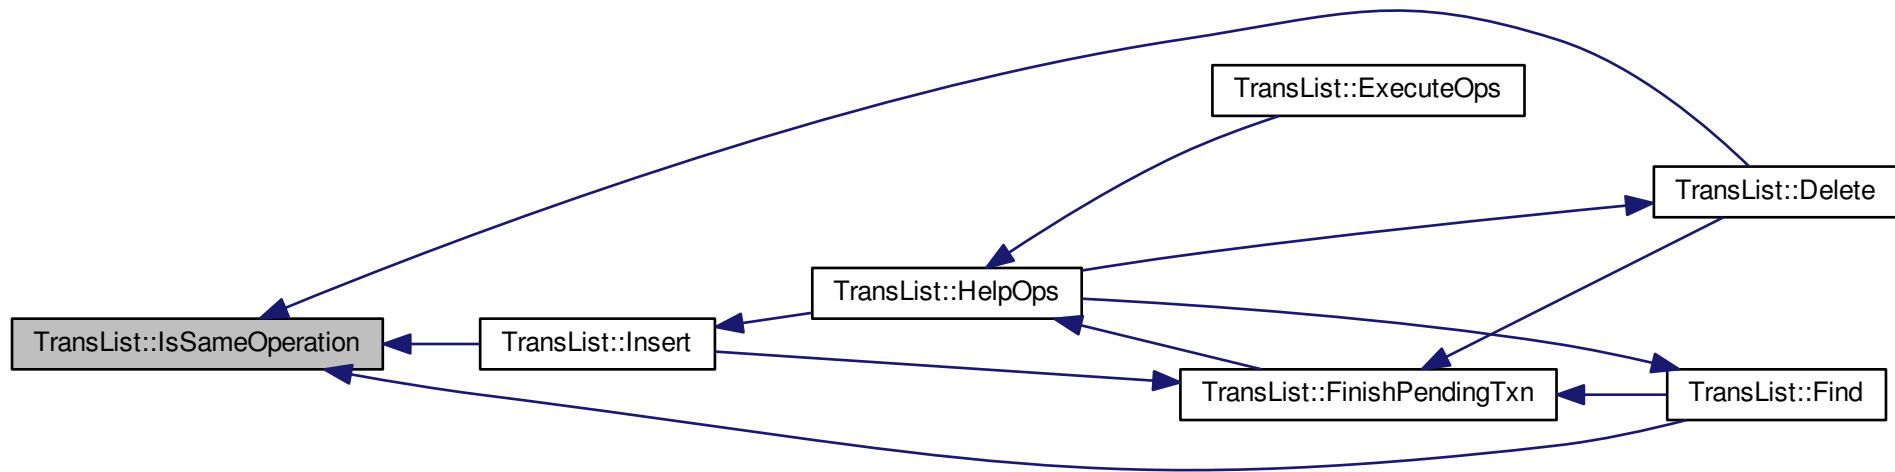 TransList::ExecuteOps
TransList::Delete
TransList::HelpOps
TransList::IsSameOperation
TransList::Insert
TransList::FinishPendingTxn
TransList::Find